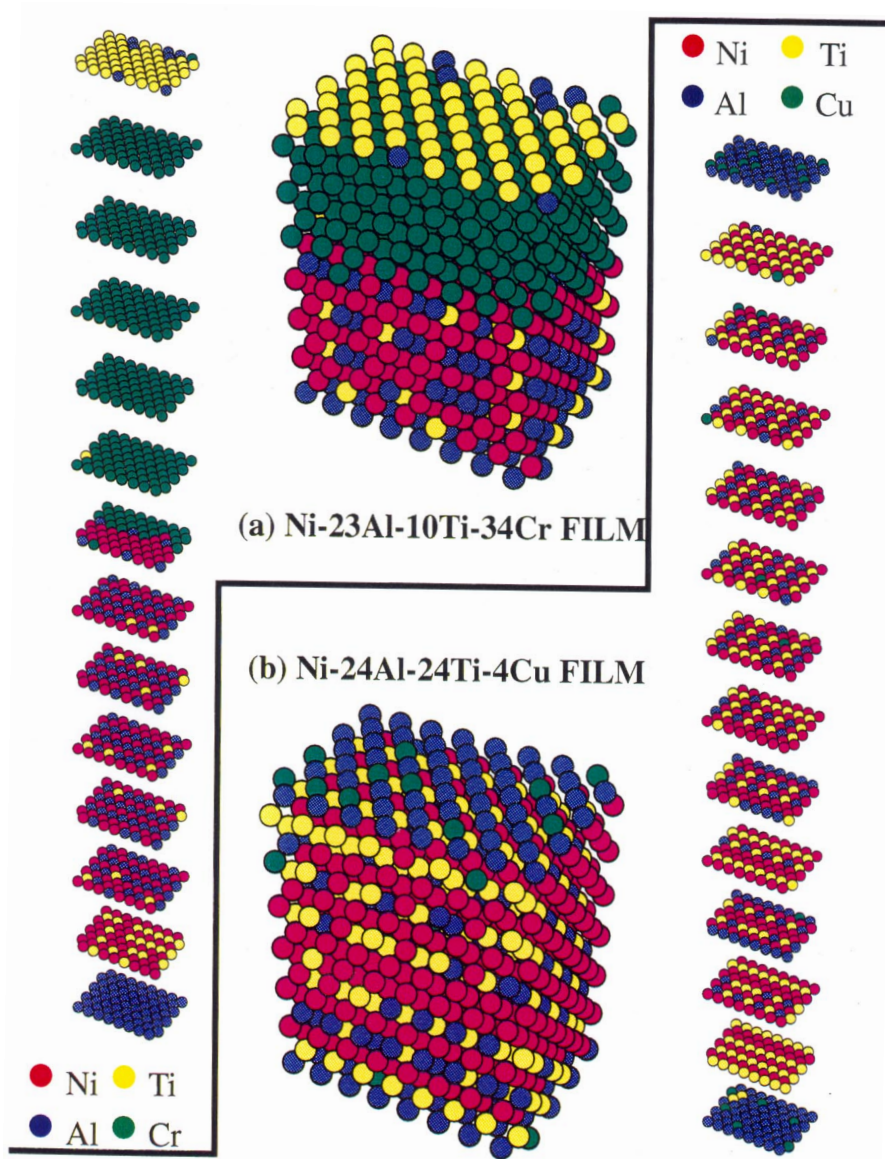 Ni Ti
Al Cu
(a) Ni-23Al-10Ti-34Cr FILM
(b) Ni-24Al-24Ti-4Cu FILM
Ni Ti
Al Cr